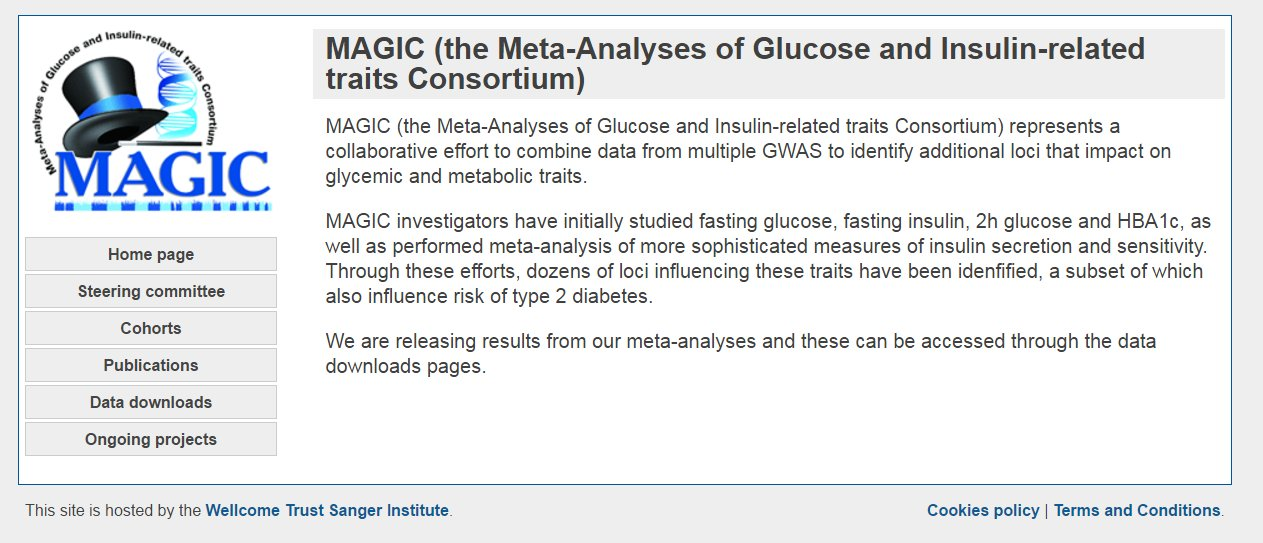 Meta-Analyses of Glucose and Insulin-related traits Consortium
MAGIC
Home page
Steering committee
Cohorts
Publications
Data downloads
Ongoing projects
MAGIC (the Meta-Analyses of Glucose and Insulin-related
traits Consortium)
MAGIC (the Meta-Analyses of Glucose and Insulin-related traits Consortium) represents a
collaborative effort to combine data from multiple GWAS to identify additional loci that impact on
glycemic and metabolic traits.
MAGIC investigators have initially studied fasting glucose, fasting insulin, 2h glucose and HBA1c, as
well as performed meta-analysis of more sophisticated measures of insulin secretion and sensitivity.
Through these efforts, dozens of loci influencing these traits have been idenfified, a subset of which
also influence risk of type 2 diabetes.
We are releasing results from our meta-analyses and these can be accessed through the data
downloads pages.
This site is hosted by the Wellcome Trust Sanger Institute.
Cookies policy | Terms and Conditions.